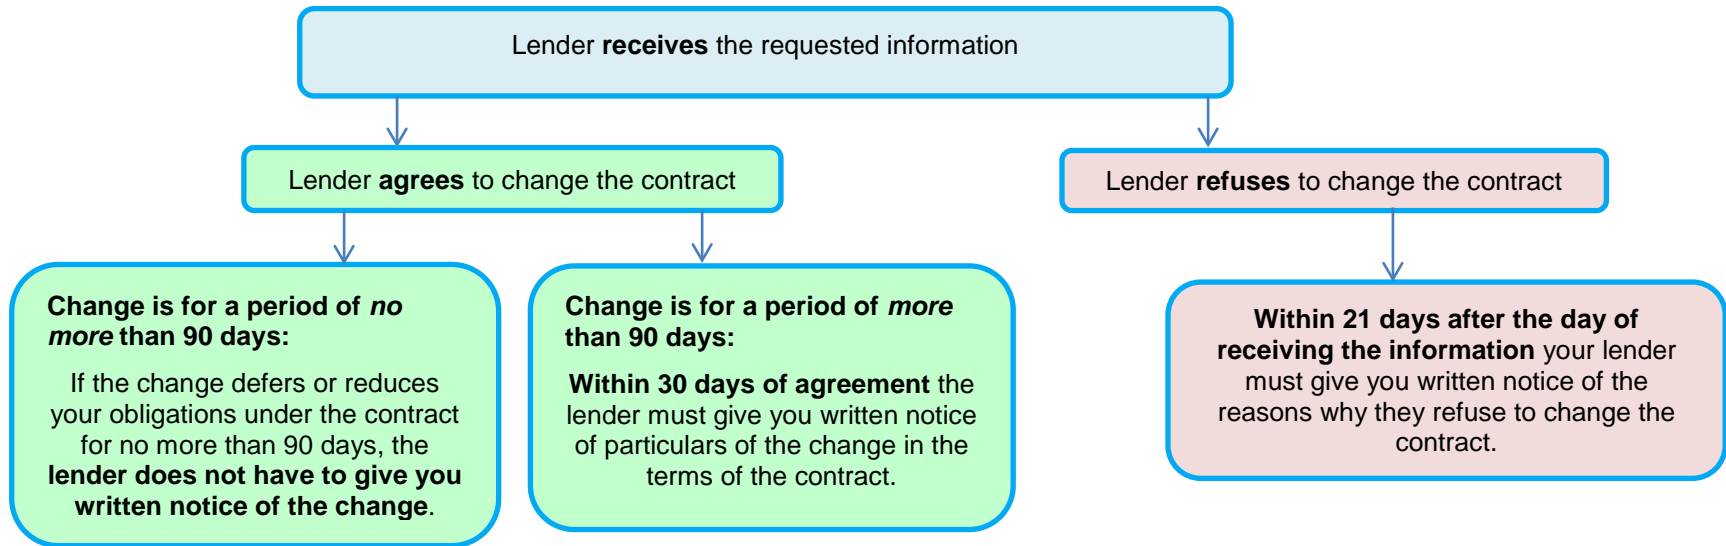 Lender receives the requested information
Lender agrees to change the contract
Lender refuses to change the contract
Change is for a period of no
more than 90 days:
If the change defers or reduces
your obligations under the contract
for no more than 90 days, the
lender does not have to give you
written notice of the change.
Change is for a period of more
than 90 days:
Within 30 days of agreement the
lender must give you written notice
of particulars of the change in the
terms of the contract.
Within 21 days after the day of
receiving the information your lender
must give you written notice of the
reasons why they refuse to change the
contract.